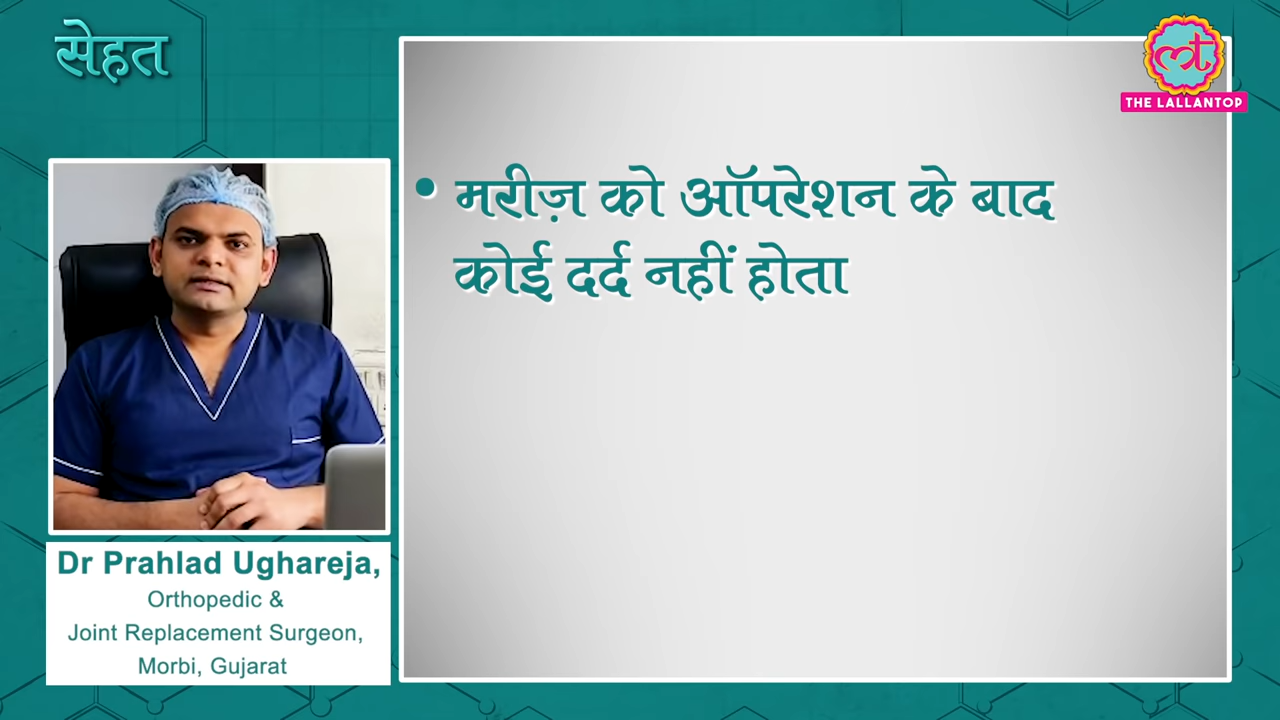 सेहत
THE LALLANTOP
• मरीज़ को ऑपरेशन के बाद
कोई दर्द नहीं होता
Dr Prahlad Ughareja,
Orthopedic &
Joint Replacement Surgeon,
Morbi, Gujarat